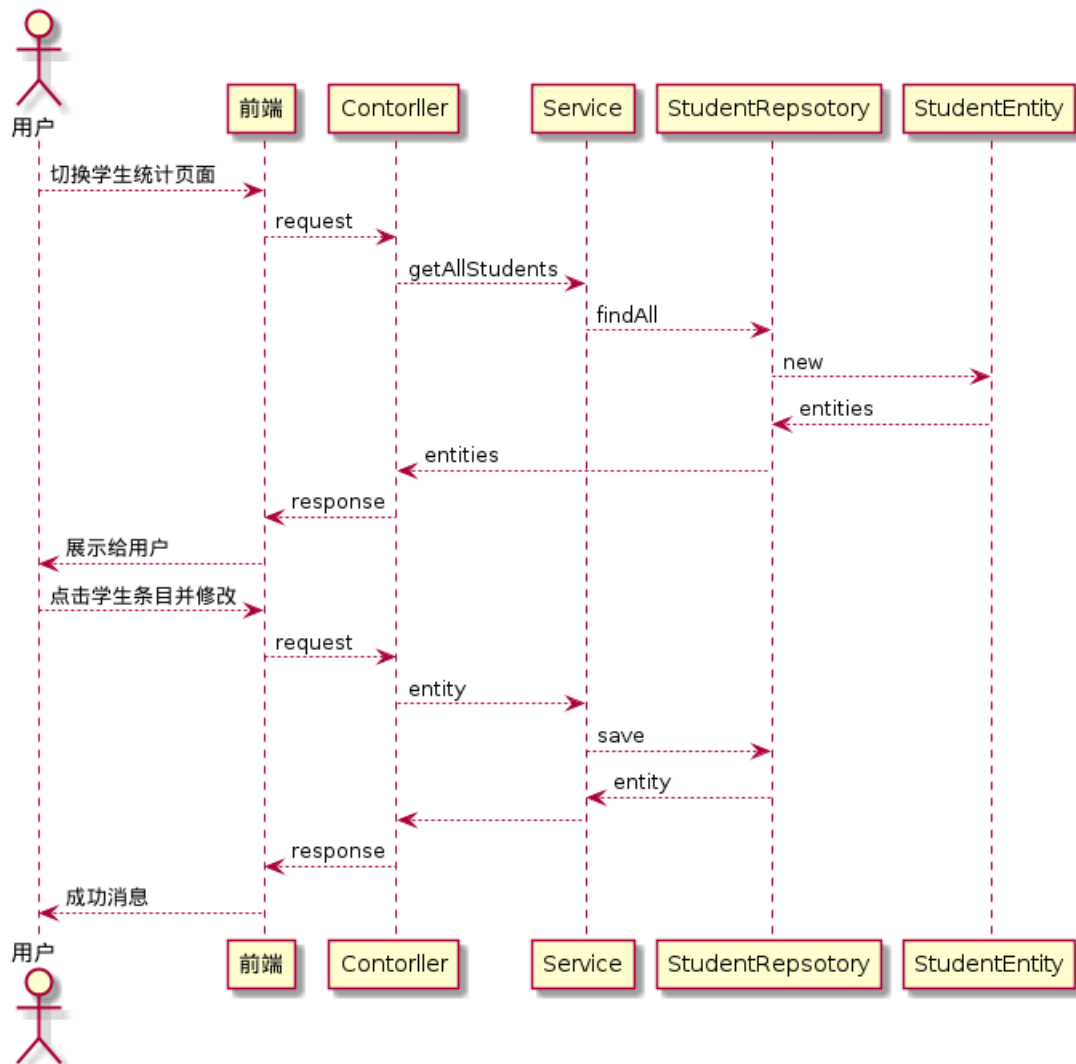 用户
前端
Contorller
Service
StudentRepsotory
StudentEntity
切换学生统计页面
request
getAllStudents
findAll
new
entities
entities
response
展示给用户
点击学生条目并修改
request
entity
save
entity
response
成功消息
用户
前端
Contorller
Service
StudentRepsotory
StudentEntity